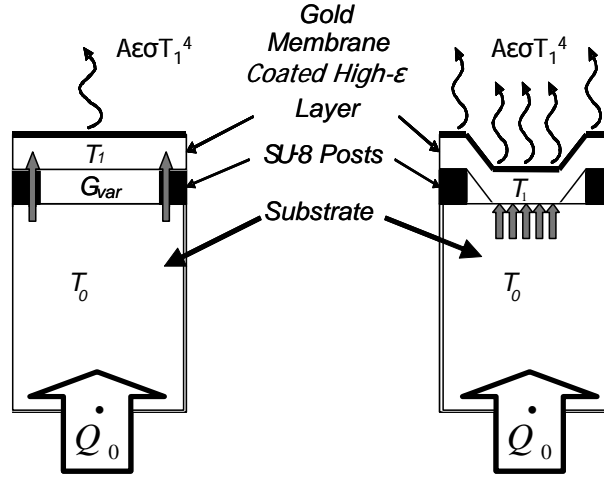 AεσT₁⁴
Gold
Membrane
Coated High-ε
Layer
SU-8 Posts
Substrate
AεσT₁⁴
T₁
Gvar
T₀
Q̇₀
T₁
T₀
Q̇₀